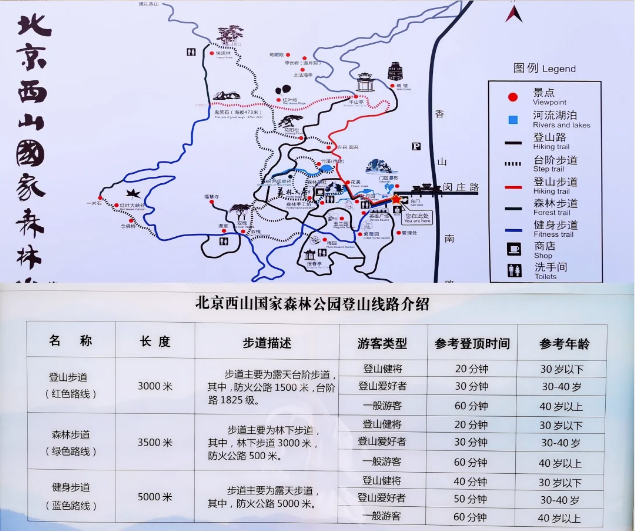 北京西山國家森林
图例 Legend
景点
Viewpoint
河流湖泊
Rivers and lakes
登山路
Hiking trail
台阶步道
Step trail
登山步道
Hiking trail
森林步道
Forest trail
健身步道
Fitness trail
商店
Shop
洗手间
Toilets
香
山
南
闵庄路
P
北京西山国家森林公园登山线路介绍
名 称 长 度 步道描述 游客类型 参考登顶时间 参考年龄
登山步道
（红色路线）
3000 米
步道主要为露天台阶步道，
其中，防火公路 1500 米，台阶
路 1825 级。
登山健将 20 分钟 30 岁以下
登山爱好者 30 分钟 30-40 岁
一般游客 60 分钟 40 岁以上
森林步道
（绿色路线）
3500 米
步道主要为林下步道，
其中，林下步道 3000 米，
防火公路 500 米。
登山健将 20 分钟 30 岁以下
登山爱好者 30 分钟 30-40 岁
一般游客 60 分钟 40 岁以上
健身步道
（蓝色路线）
5000 米
步道主要为露天步道，
其中，防火公路 5000 米。
登山健将 40 分钟 30 岁以下
登山爱好者 50 分钟 30-40 岁
一般游客 60 分钟 40 岁以上